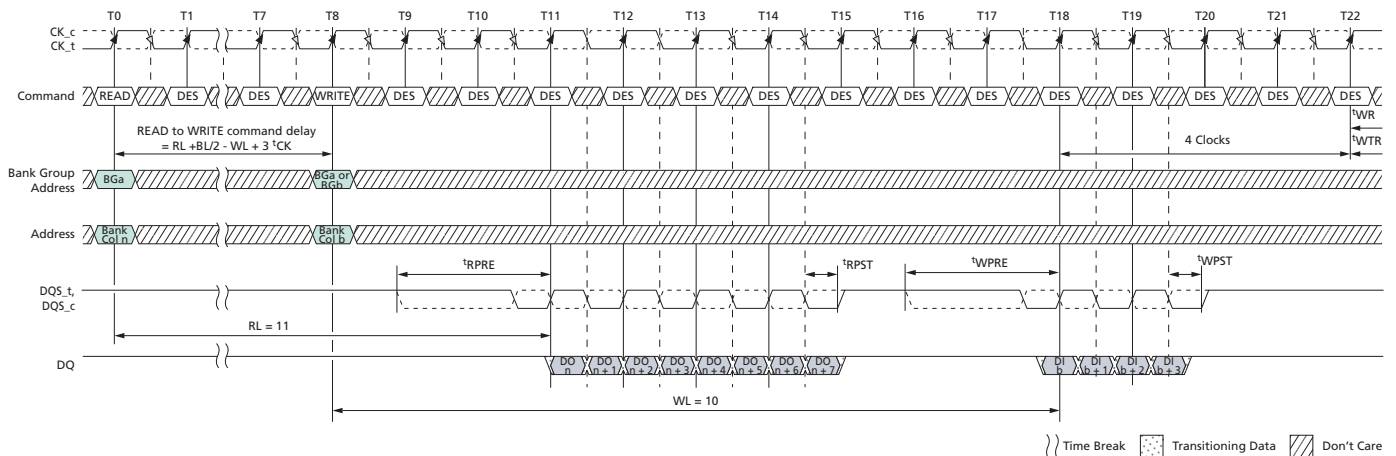 T0 T1 T7 T8 T9 T10 T11 T12 T13 T14 T15 T16 T17 T18 T19 T20 T21 T22
CK_c
CK_t
Command READ DES DES WRITE DES DES DES DES DES DES DES DES DES DES DES DES DES DES
tWR
READ to WRITE command delay
= RL +BL/2 - WL + 3 tCK
4 Clocks tWTR
Bank Group
Address
BGa
BGa or
BGb
Address
Bank
Col n
Bank
Col b
tRPRE tRPST tWPRE tWPST
DQS_t,
DQS_c
RL = 11
DQ
DO
n
DO
n + 1
DO
n + 2
DO
n + 3
DO
n + 4
DO
n + 5
DO
n + 6
DO
n + 7
DI
b
DI
b + 1
DI
b + 2
DI
b + 3
WL = 10
Time Break Transitioning Data Don't Care